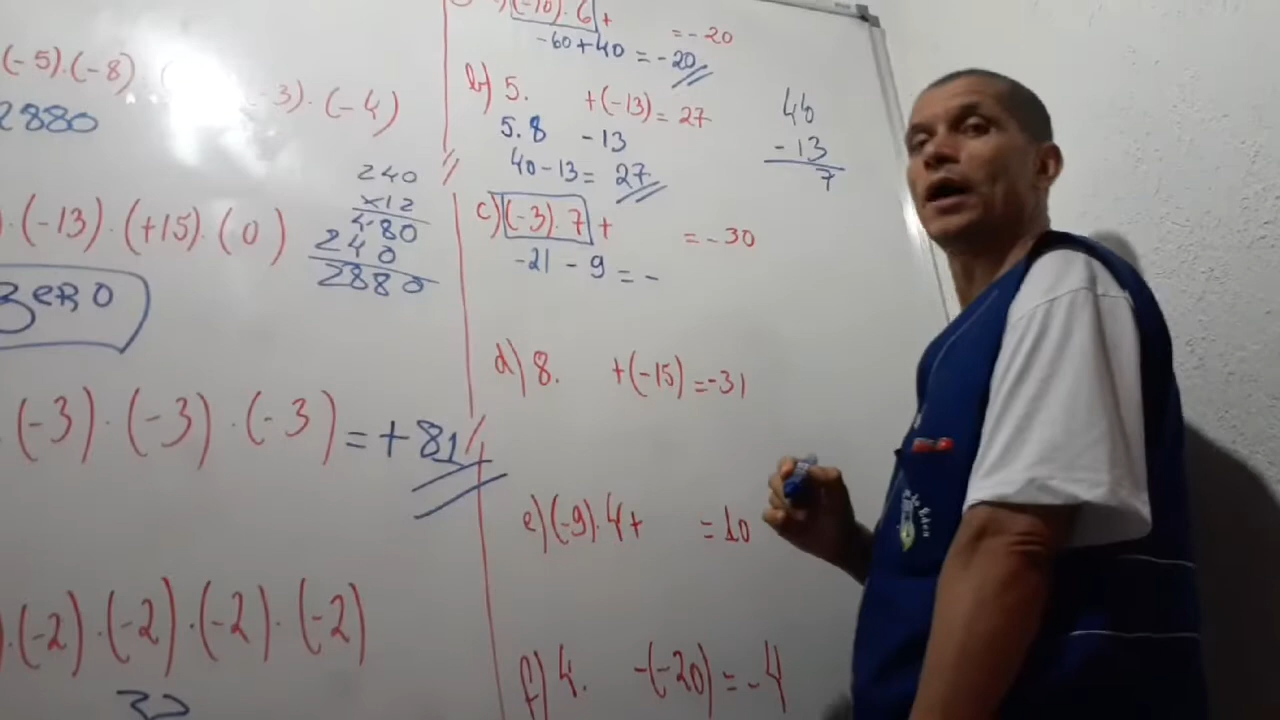 (-5).(-8)
-3).(-4)
2880
.(-13).(+15).(0)
240
x12
480
240
2880
ZERO
(-3).(-3).(-3)=+81
).(-2).(-2).(-2).(-2)
(-10).6+ =-20
-60+40=-20
b) 5. +(-13)=27
5.8 -13
40-13=27
40
-13
7
c) (-3).7+ =-30
-21-9=-
d) 8. +(-15)=-31
e) (-9).4+ =10
f) 4. -(-20)=-4